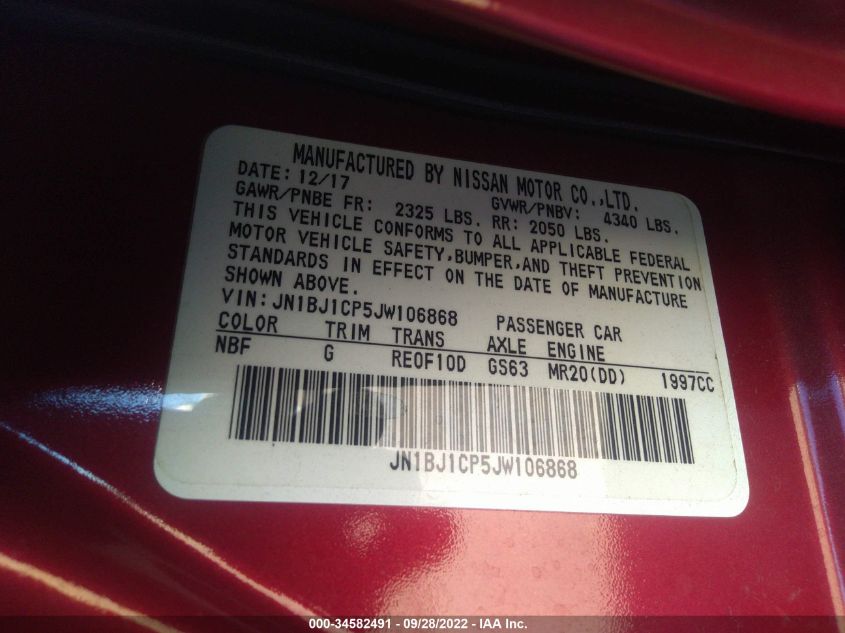 MANUFACTURED BY NISSAN MOTOR CO.,LTD.
DATE: 12/17 GVWR/PNBV: 4340 LBS.
GAWR/PNBE FR: 2325 LBS. RR: 2050 LBS.
THIS VEHICLE CONFORMS TO ALL APPLICABLE FEDERAL
MOTOR VEHICLE SAFETY,BUMPER,AND THEFT PREVENTION
STANDARDS IN EFFECT ON THE DATE OF MANUFACTURE
SHOWN ABOVE.
VIN:JN1BJ1CP5JW106868 PASSENGER CAR
COLOR TRIM TRANS AXLE ENGINE
NBF G RE0F10D GS63 MR20(DD) 1997CC
JN1BJ1CP5JW106868
000-34582491 - 09/28/2022 - IAA Inc.